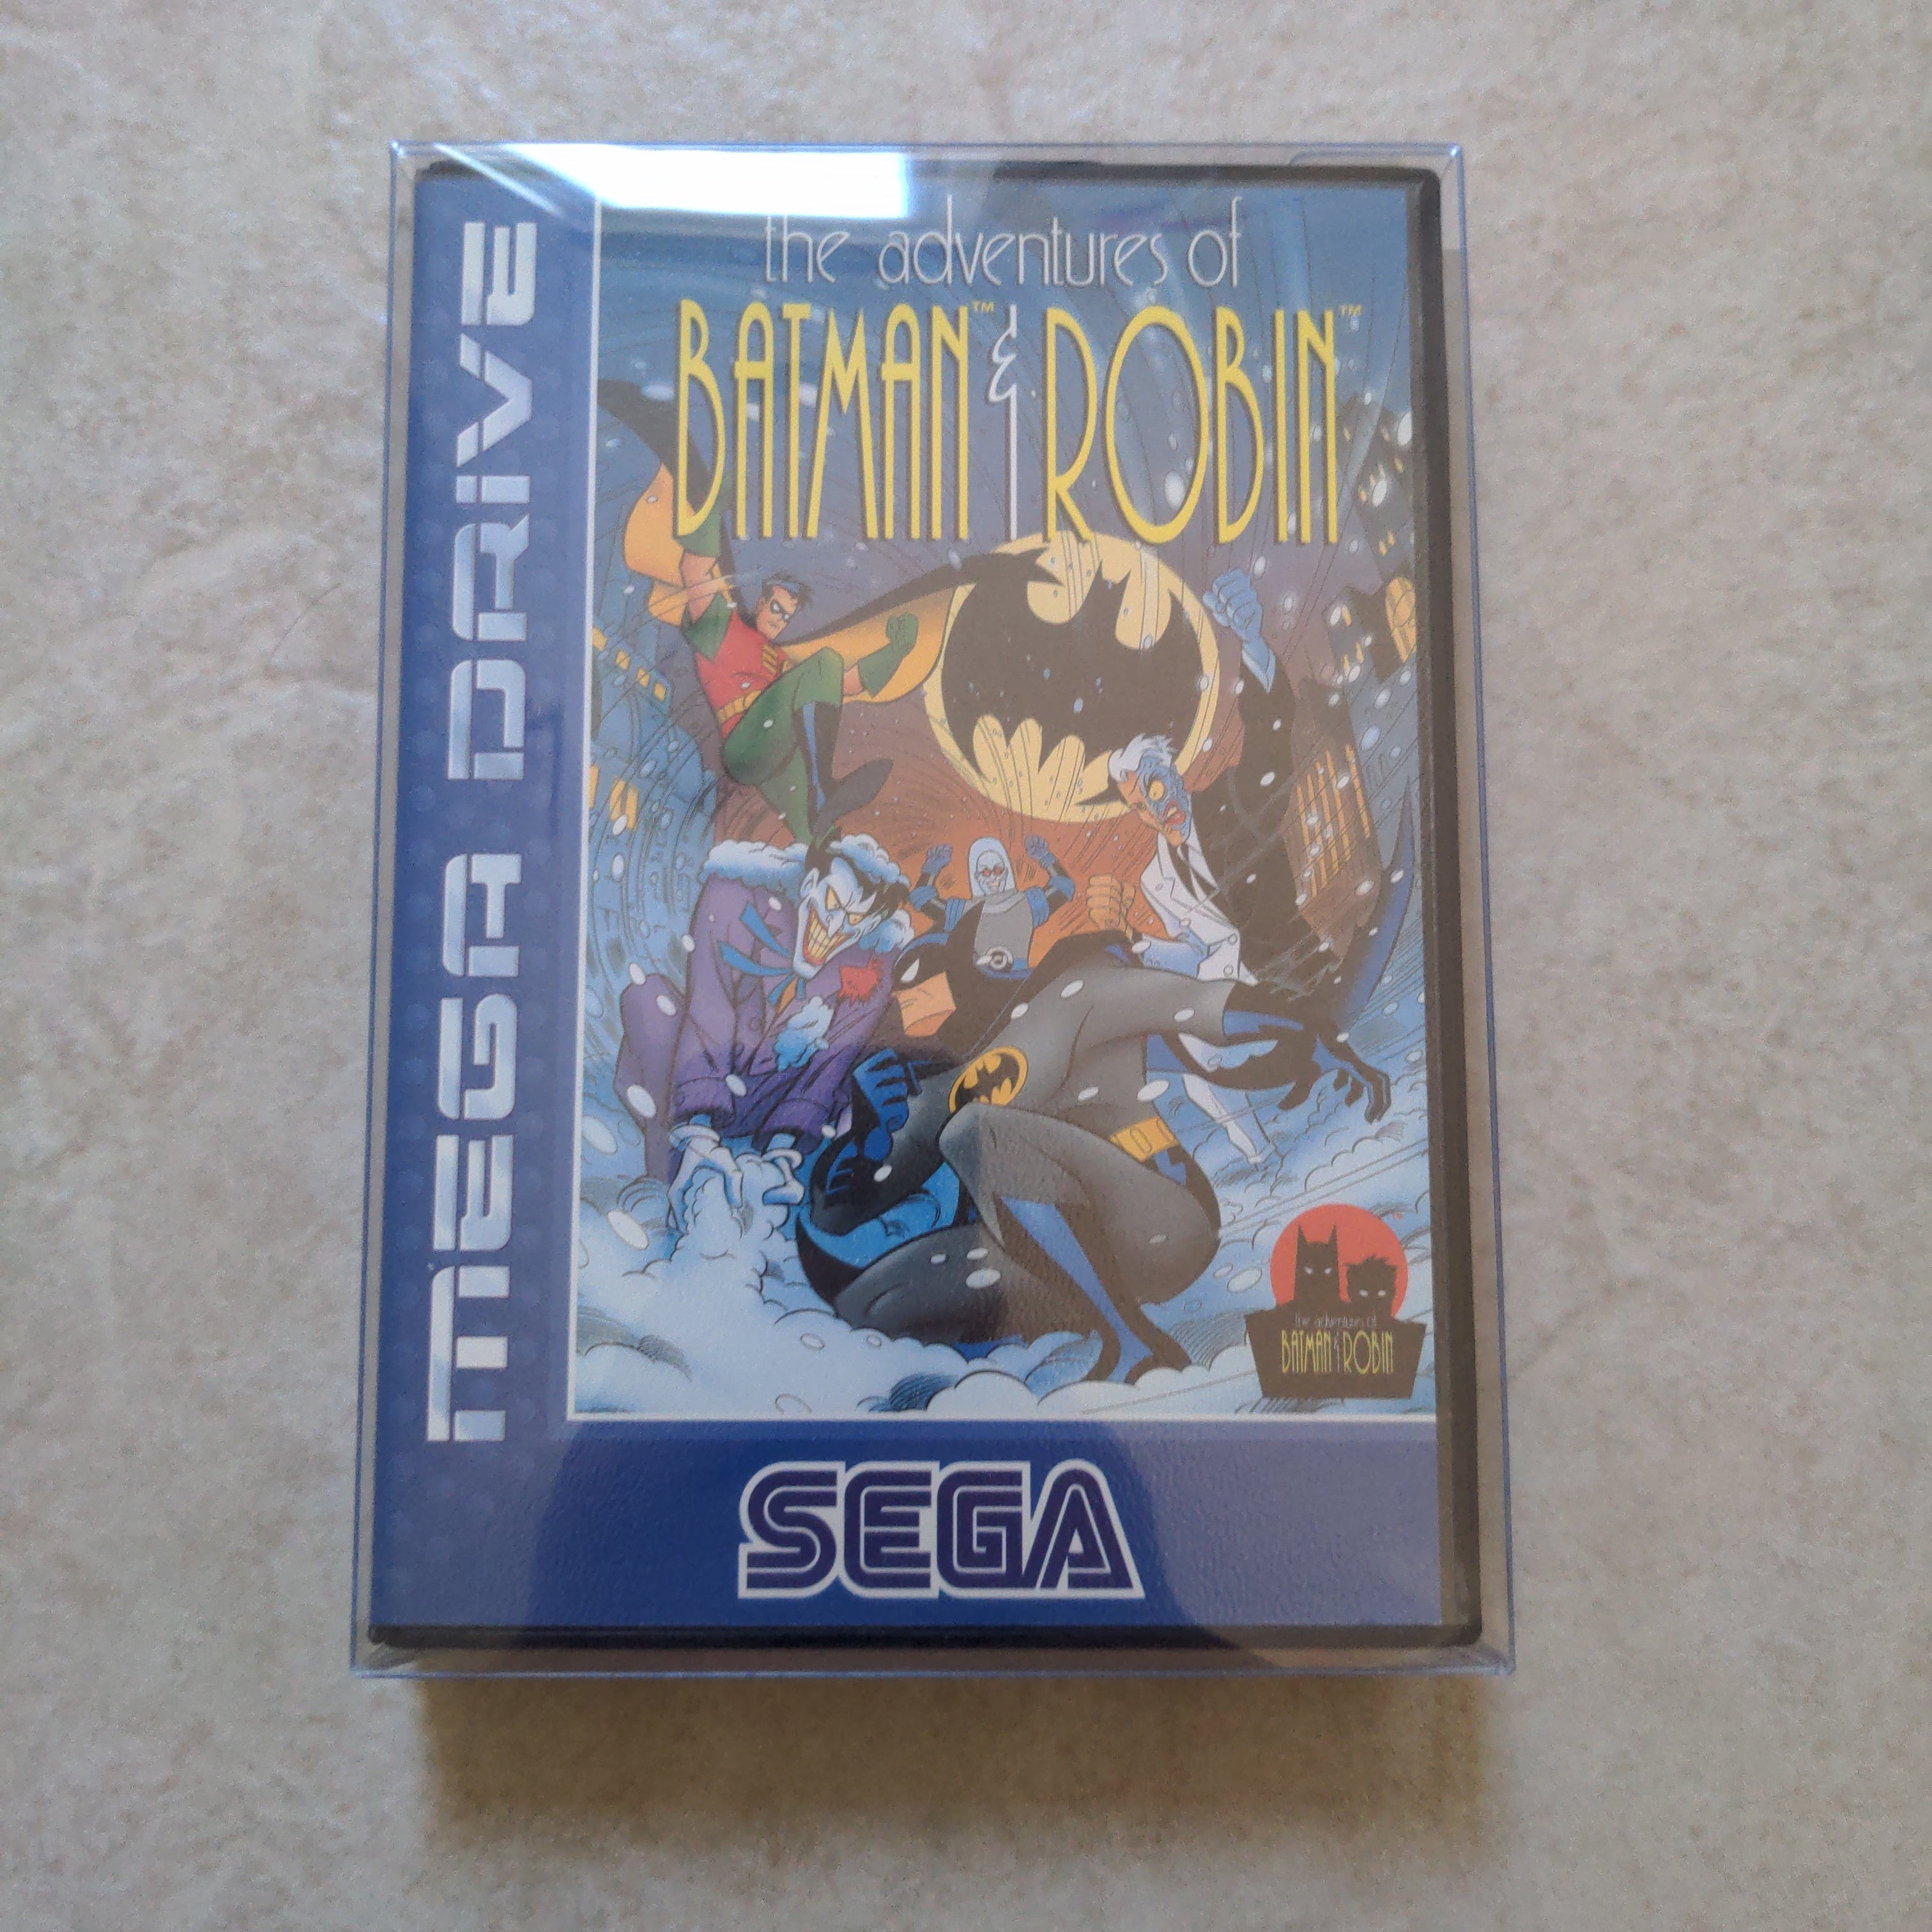 MEGA DRIVE
the adventures of
BATMAN™ & ROBIN™
the adventures of
BATMAN & ROBIN
SEGA